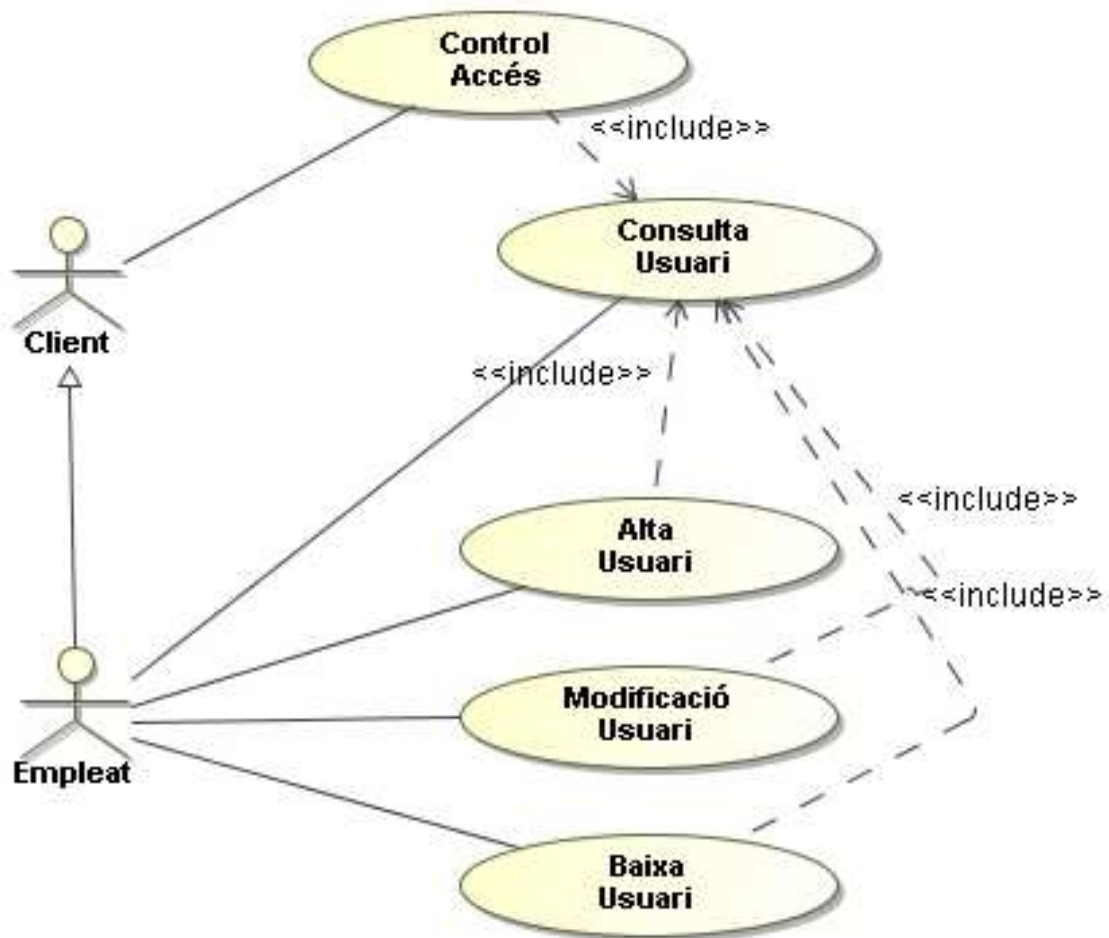 Control
Accés
<<include>>
Consulta
Usuari
Client
<<include>>
<<include>>
Alta
Usuari
<<include>>
Modificació
Usuari
Empleat
Baixa
Usuari